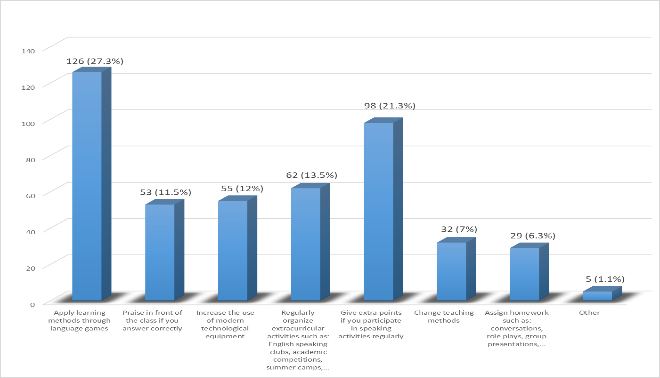 140
120
100
80
60
40
20
0
126 (27.3%)
53 (11.5%)
55 (12%)
62 (13.5%)
98 (21.3%)
32 (7%)
29 (6.3%)
5 (1.1%)
Apply learning
methods through
language games
Praise in front of
the class if you
answer correctly
Increase the use
of modern
technological
equipment
Regularly
organize
extracurricular
activities such as:
English speaking
clubs, academic
competitions,
summer camps,...
Give extra points
if you participate
in speaking
activities regularly
Change teaching
methods
Assign homework
such as:
conversations,
role plays, group
presentations,...
Other